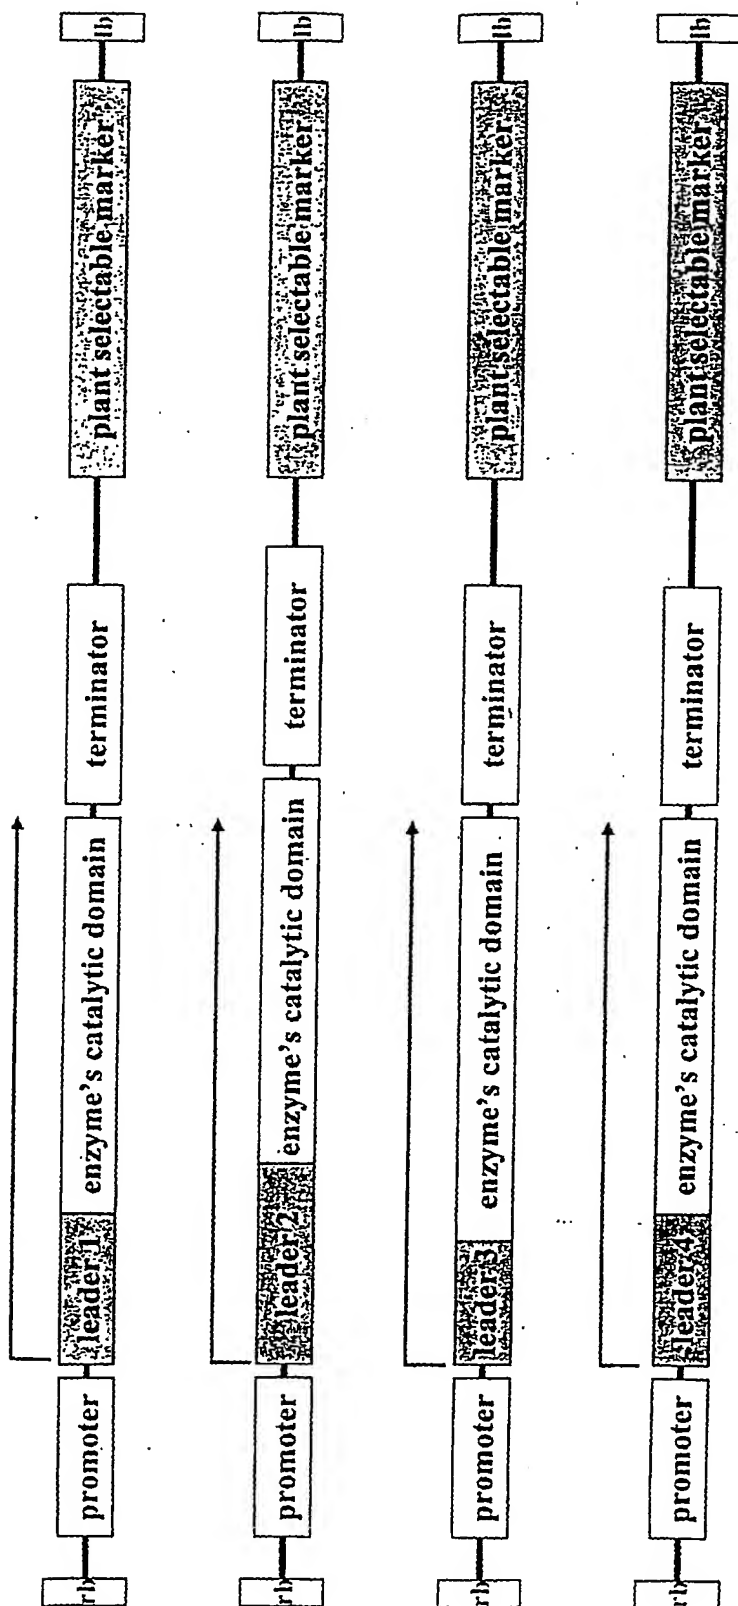 rb promoter leader 1 enzyme's catalytic domain terminator plant selectable marker lb
rb promoter leader 2 enzyme's catalytic domain terminator plant selectable marker lb
rb promoter leader 3 enzyme's catalytic domain terminator plant selectable marker lb
rb promoter leader 4 enzyme's catalytic domain terminator plant selectable marker lb